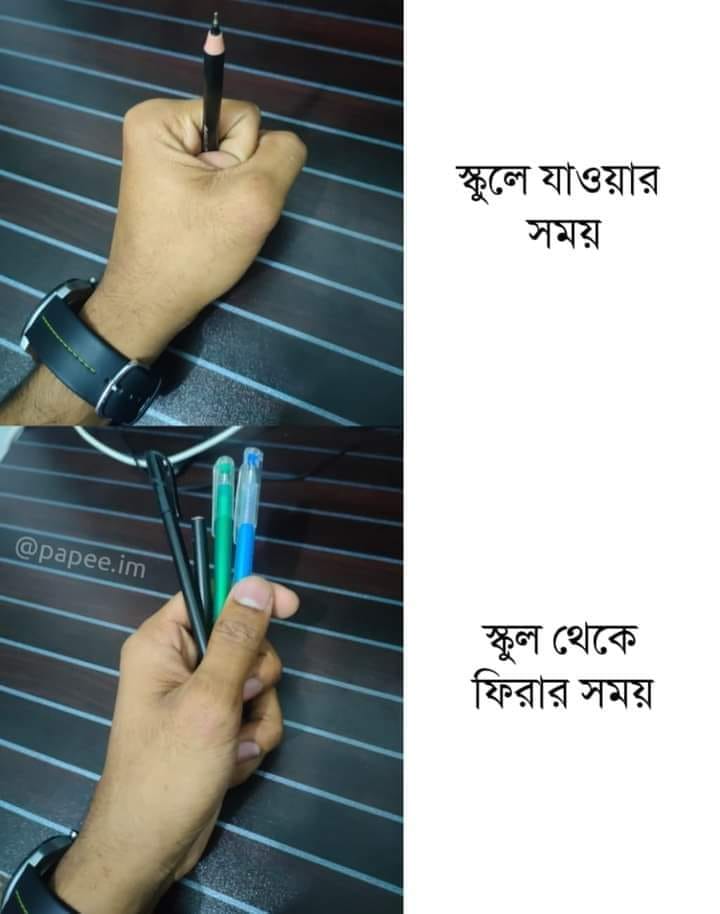 স্কুলে যাওয়ার
সময়
@papee.im
স্কুল থেকে
ফিরার সময়